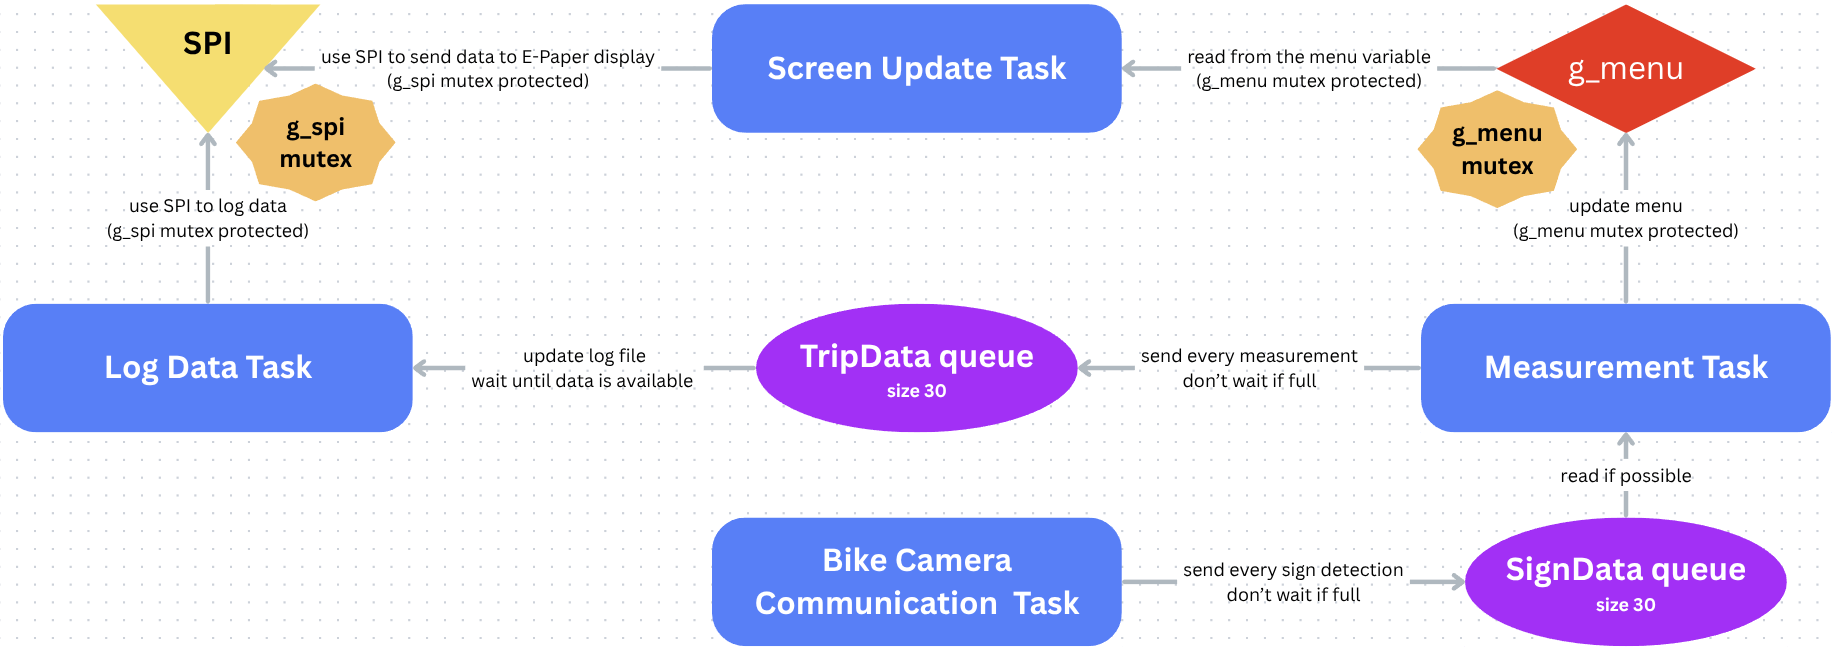 SPI
use SPI to send data to E-Paper display
(g_spi mutex protected)
Screen Update Task
read from the menu variable
(g_menu mutex protected)
g_menu
g_spi
mutex
g_menu
mutex
use SPI to log data
(g_spi mutex protected)
update menu
(g_menu mutex protected)
Log Data Task
update log file
wait until data is available
TripData queue
size 30
send every measurement
don't wait if full
Measurement Task
read if possible
Bike Camera
Communication Task
send every sign detection
don't wait if full
SignData queue
size 30